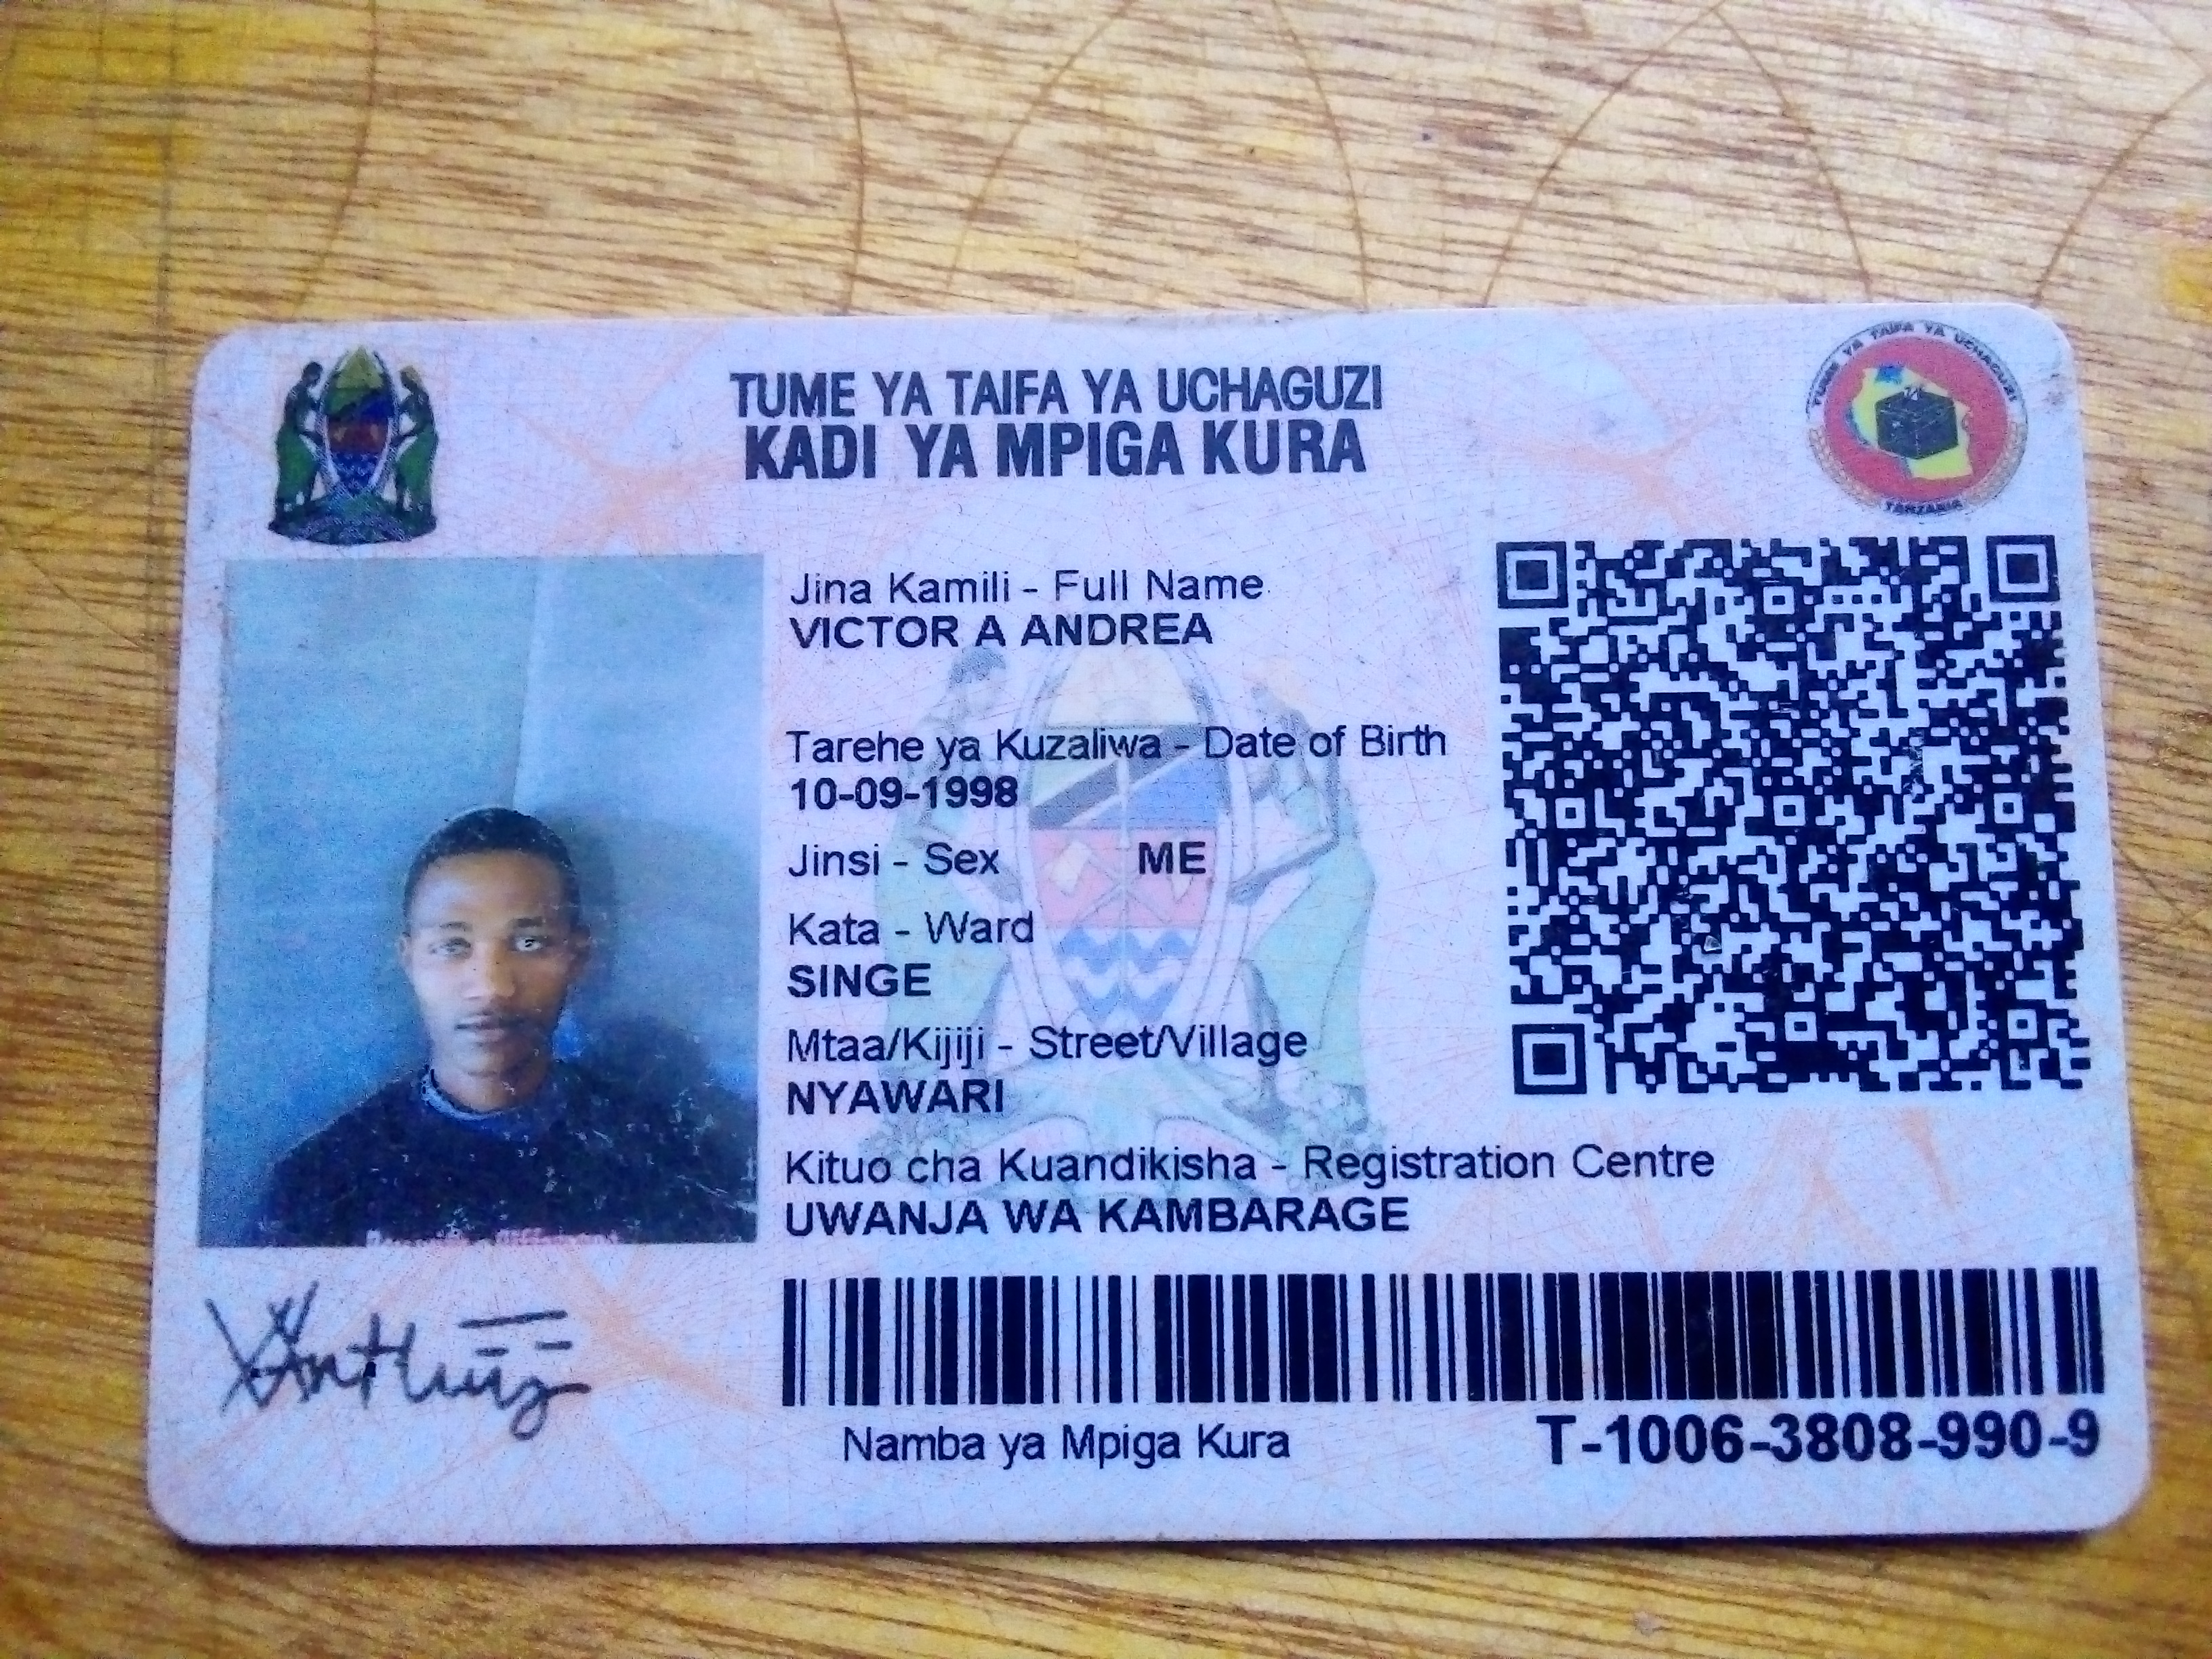 TUME YA TAIFA YA UCHAGUZI
KADI YA MPIGA KURA
TUME YA TAIFA YA UCHAGUZI
TANZANIA
Jina Kamili - Full Name
VICTOR A ANDREA
Tarehe ya Kuzaliwa - Date of Birth
10-09-1998
Jinsi - Sex ME
Kata - Ward
SINGE
Mtaa/Kijiji - Street/Village
NYAWARI
Kituo cha Kuandikisha - Registration Centre
UWANJA WA KAMBARAGE
Namba ya Mpiga Kura T-1006-3808-990-9